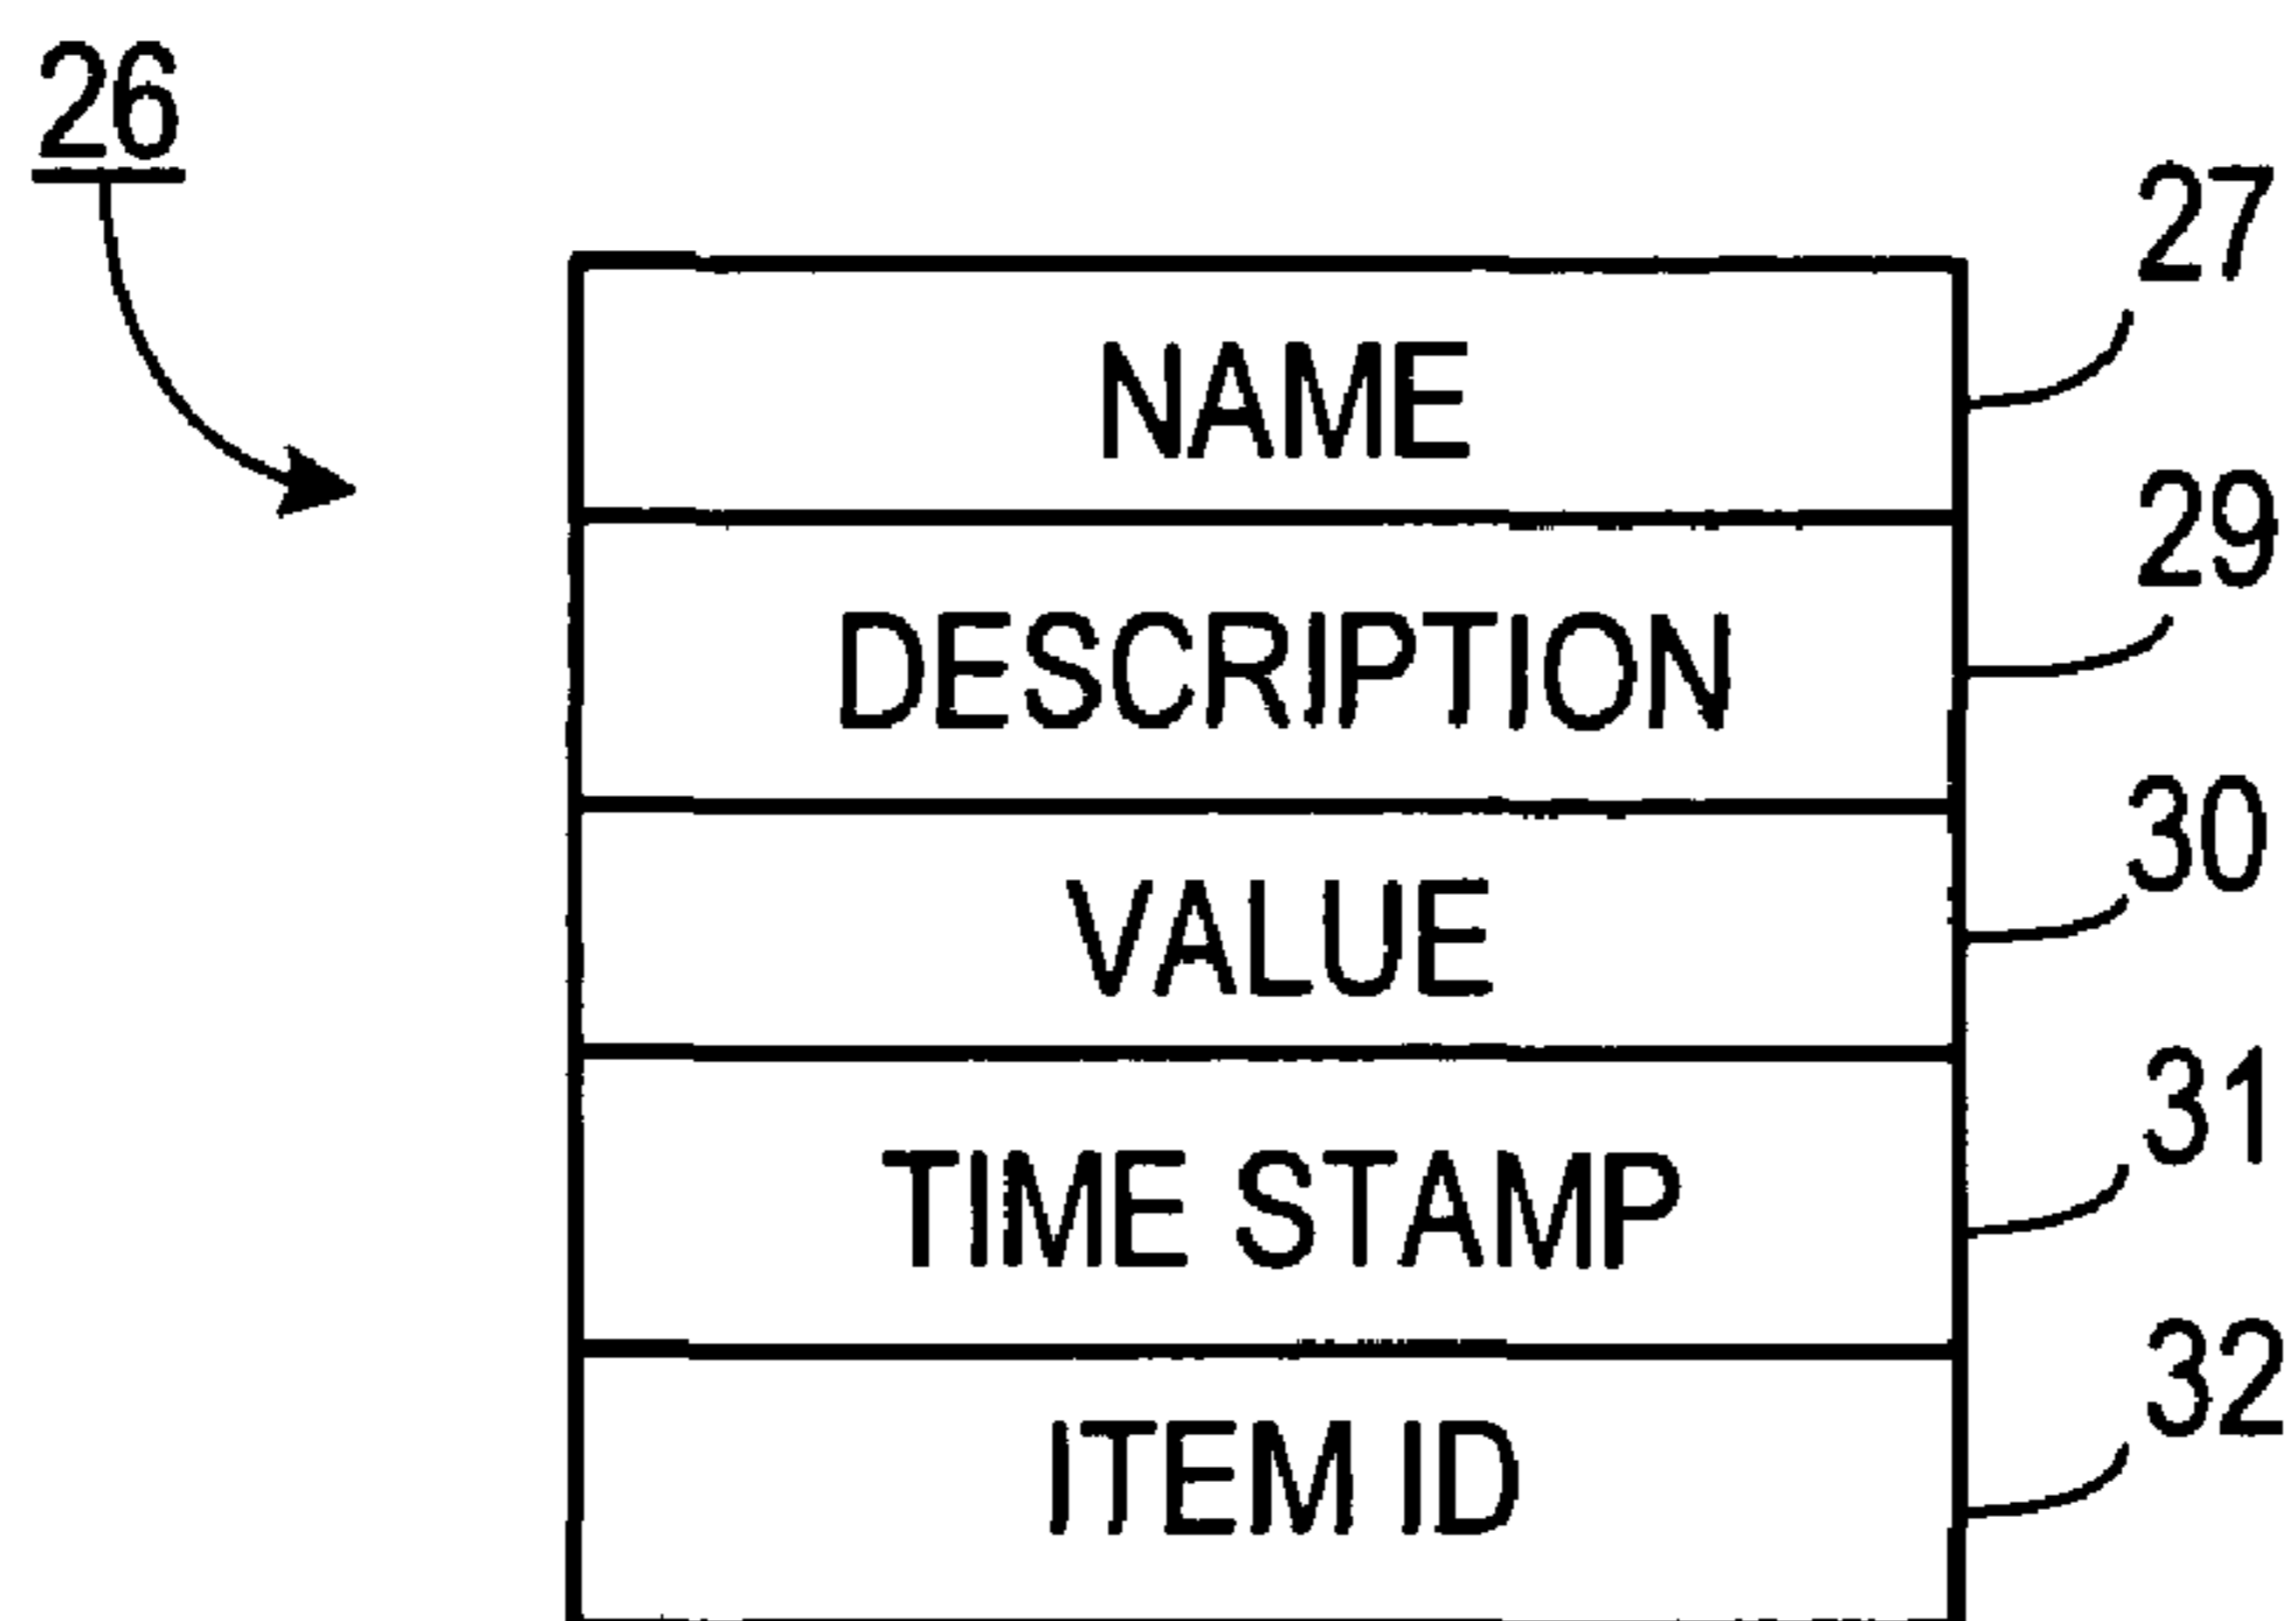 26
27
NAME
29
DESCRIPTION
30
VALUE
31
TIME STAMP
32
ITEM ID